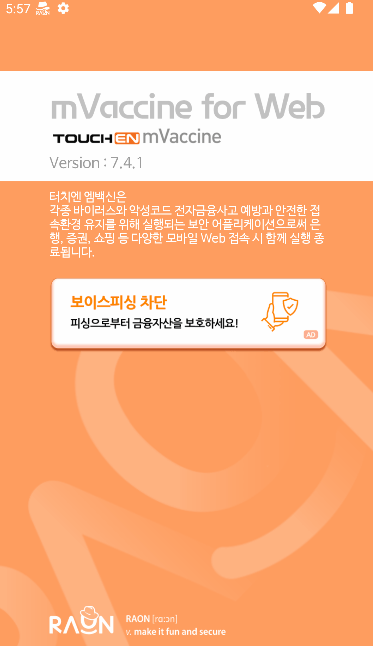 5:57
mVaccine for Web
TOUCHEN mVaccine
Version : 7.4.1
터치엔 엠백신은
각종 바이러스와 악성코드 전자금융사고 예방과 안전한 접
속환경 유지를 위해 실행되는 보안 어플리케이션으로써 은
행, 증권, 쇼핑 등 다양한 모바일 Web 접속 시 함께 실행 종
료됩니다.
보이스피싱 차단
피싱으로부터 금융자산을 보호하세요!
AD
RAON RAON [ra:ɔn]
v. make it fun and secure